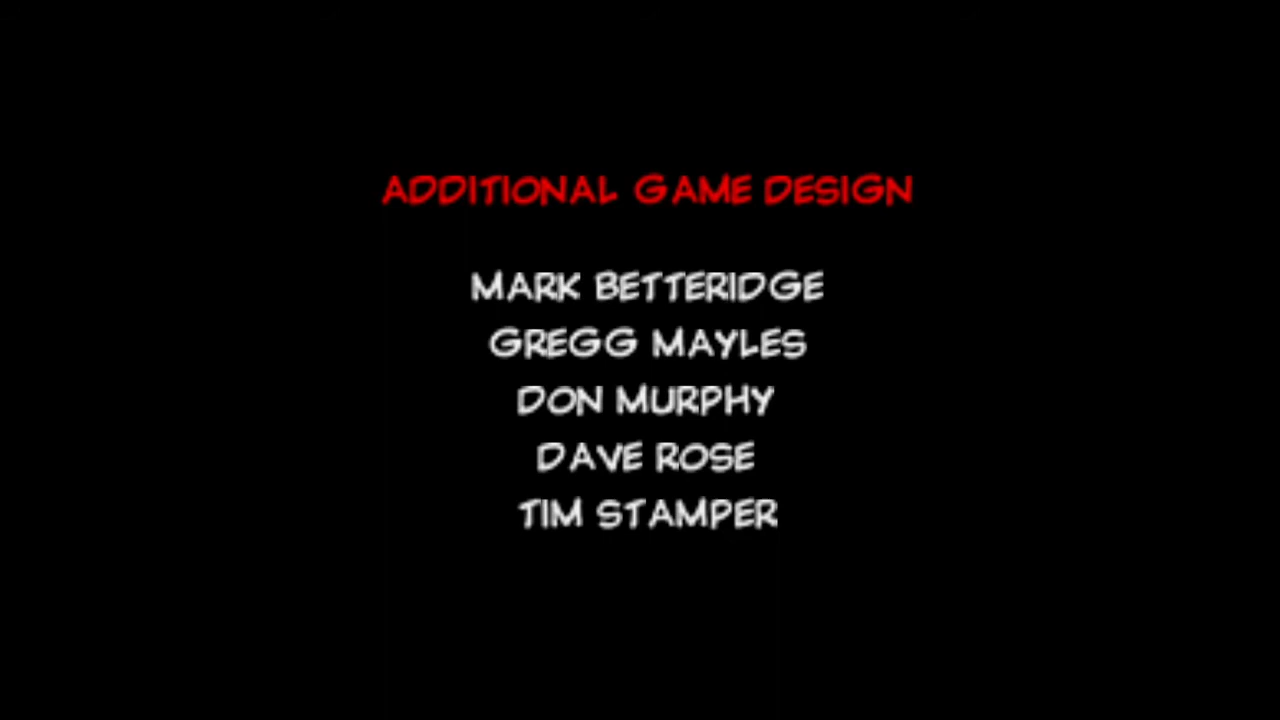 ADDITIONAL GAME DESIGN
MARK BETTERIDGE
GREGG MAYLES
DON MURPHY
DAVE ROSE
TIM STAMPER